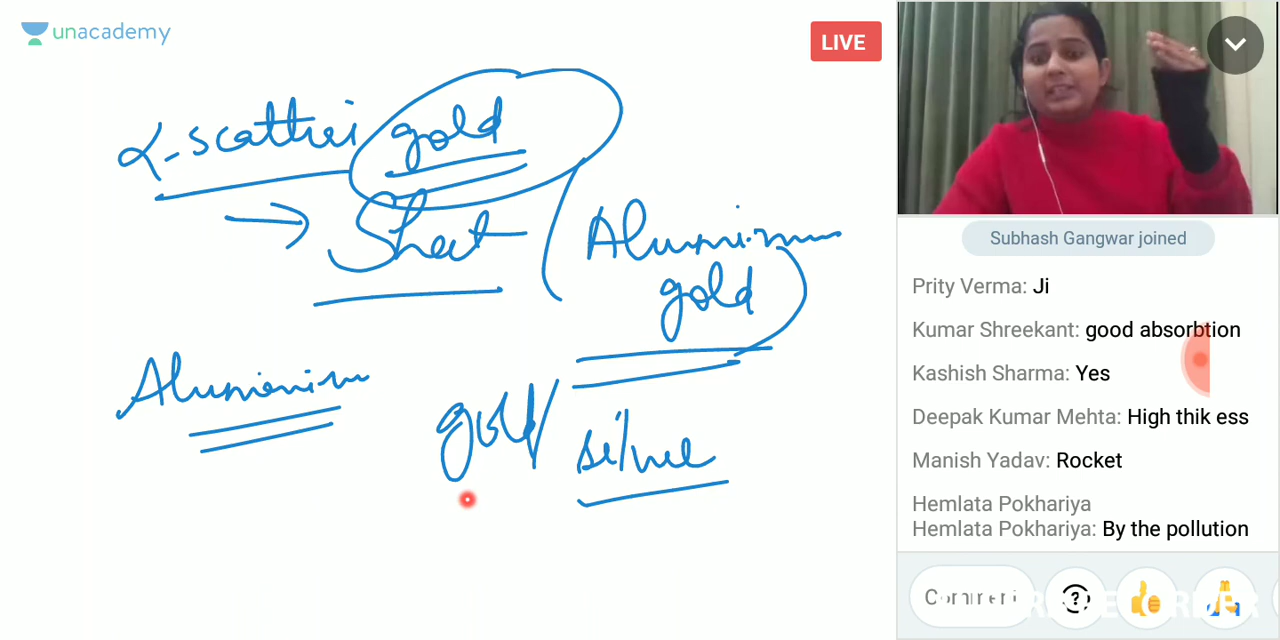 unacademy
LIVE
α-scattri gold
→ Sheet
Aluminium
gold
Aluminium
gold/ silver
Subhash Gangwar joined
Prity Verma: Ji
Kumar Shreekant: good absorbtion
Kashish Sharma: Yes
Deepak Kumar Mehta: High thik ess
Manish Yadav: Rocket
Hemlata Pokhariya
Hemlata Pokhariya: By the pollution
Comment
?